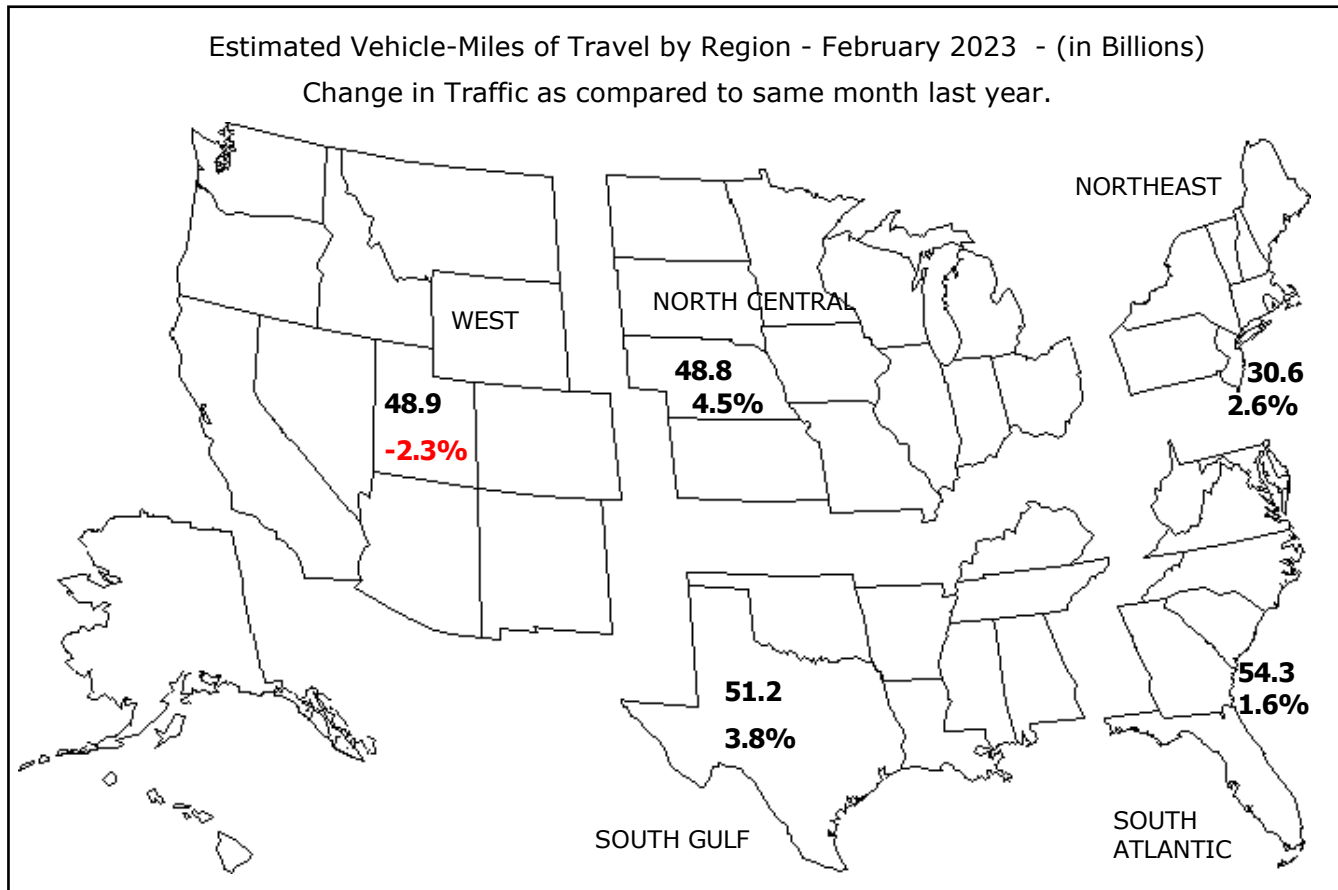 Estimated Vehicle-Miles of Travel by Region - February 2023 - (in Billions)
Change in Traffic as compared to same month last year.
NORTHEAST
NORTH CENTRAL
WEST
48.8
4.5%
30.6
2.6%
48.9
-2.3%
51.2
3.8%
54.3
1.6%
SOUTH GULF
SOUTH
ATLANTIC